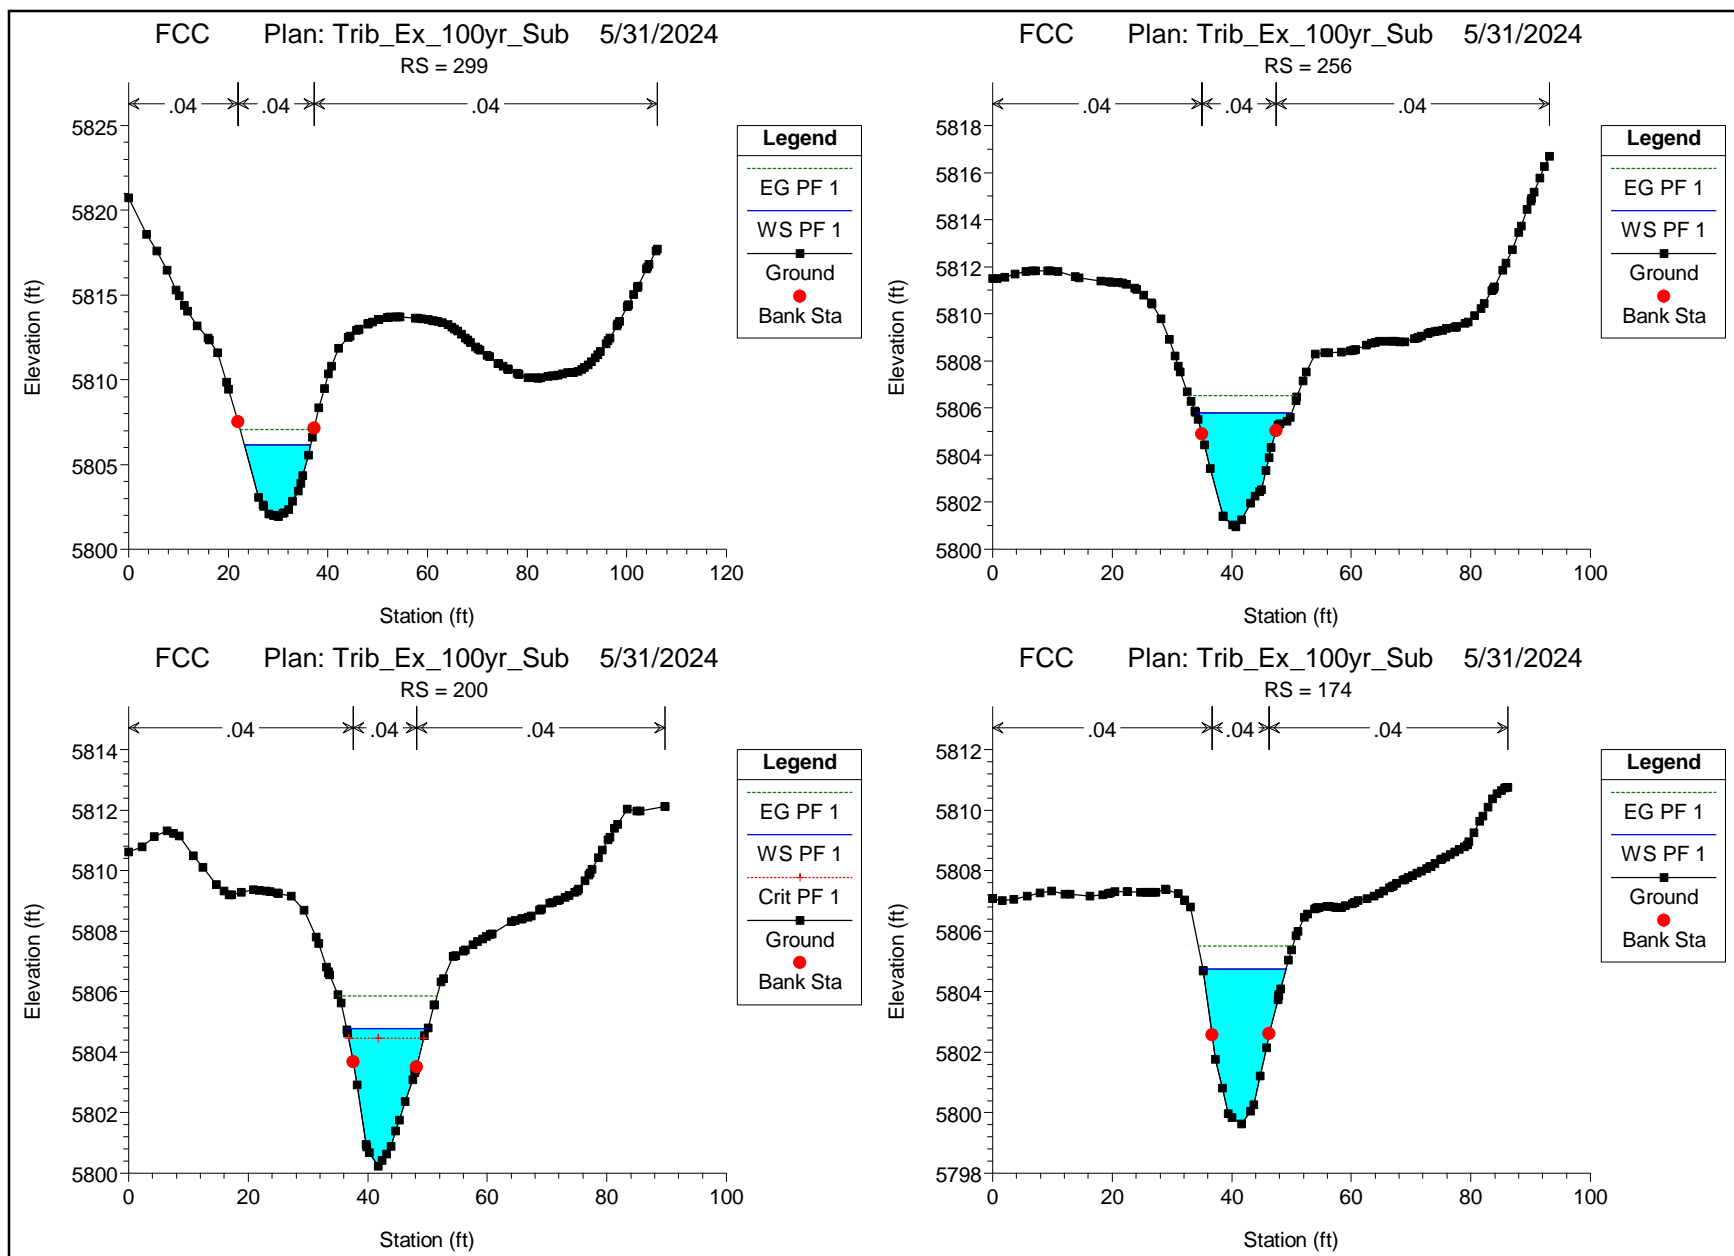 FCC Plan: Trib_Ex_100yr_Sub 5/31/2024
RS = 299
.04 .04 .04
5825
5820
5815
5810
5805
5800
Elevation (ft)
0 20 40 60 80 100 120
Station (ft)
Legend
EG PF 1
WS PF 1
Ground
Bank Sta
FCC Plan: Trib_Ex_100yr_Sub 5/31/2024
RS = 256
.04 .04 .04
5818
5816
5814
5812
5810
5808
5806
5804
5802
5800
Elevation (ft)
0 20 40 60 80 100
Station (ft)
Legend
EG PF 1
WS PF 1
Ground
Bank Sta
FCC Plan: Trib_Ex_100yr_Sub 5/31/2024
RS = 200
.04 .04 .04
5814
5812
5810
5808
5806
5804
5802
5800
Elevation (ft)
0 20 40 60 80 100
Station (ft)
Legend
EG PF 1
WS PF 1
Crit PF 1
Ground
Bank Sta
FCC Plan: Trib_Ex_100yr_Sub 5/31/2024
RS = 174
.04 .04 .04
5812
5810
5808
5806
5804
5802
5800
5798
Elevation (ft)
0 20 40 60 80 100
Station (ft)
Legend
EG PF 1
WS PF 1
Ground
Bank Sta